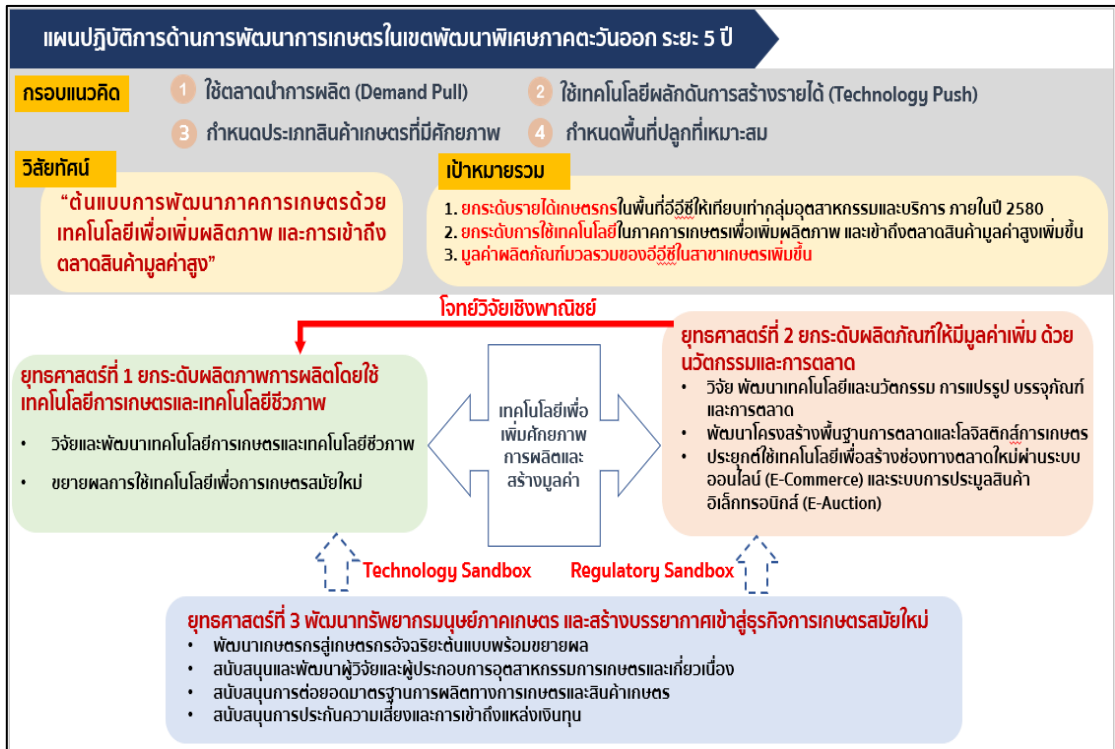 แผนปฏิบัติการด้านการพัฒนาการเกษตรในเขตพัฒนาพิเศษภาคตะวันออก ระยะ 5 ปี
กรอบแนวคิด
1 ใช้ตลาดนำการผลิต (Demand Pull)
2 ใช้เทคโนโลยีผลักดันการสร้างรายได้ (Technology Push)
3 กำหนดประเภทสินค้าเกษตรที่มีศักยภาพ
4 กำหนดพื้นที่ปลูกที่เหมาะสม
วิสัยทัศน์
“ต้นแบบการพัฒนาภาคการเกษตรด้วย
เทคโนโลยีเพื่อเพิ่มผลิตภาพ และการเข้าถึง
ตลาดสินค้ามูลค่าสูง”
เป้าหมายรวม
1. ยกระดับรายได้เกษตรกรในพื้นที่อีอีซีให้เทียบเท่ากลุ่มอุตสาหกรรมและบริการ ภายในปี 2580
2. ยกระดับการใช้เทคโนโลยีในภาคการเกษตรเพื่อเพิ่มผลิตภาพ และเข้าถึงตลาดสินค้ามูลค่าสูงเพิ่มขึ้น
3. มูลค่าผลิตภัณฑ์มวลรวมของอีอีซีในสาขาเกษตรเพิ่มขึ้น
โจทย์วิจัยเชิงพาณิชย์
ยุทธศาสตร์ที่ 1 ยกระดับผลิตภาพการผลิตโดยใช้
เทคโนโลยีการเกษตรและเทคโนโลยีชีวภาพ
• วิจัยและพัฒนาเทคโนโลยีการเกษตรและเทคโนโลยีชีวภาพ
• ขยายผลการใช้เทคโนโลยีเพื่อการเกษตรสมัยใหม่
เทคโนโลยีเพื่อ
เพิ่มศักยภาพ
การผลิตและ
สร้างมูลค่า
ยุทธศาสตร์ที่ 2 ยกระดับผลิตภัณฑ์ให้มีมูลค่าเพิ่ม ด้วย
นวัตกรรมและการตลาด
• วิจัย พัฒนาเทคโนโลยีและนวัตกรรม การแปรรูป บรรจุภัณฑ์
และการตลาด
• พัฒนาโครงสร้างพื้นฐานการตลาดและโลจิสติกส์การเกษตร
• ประยุกต์ใช้เทคโนโลยีเพื่อสร้างช่องทางตลาดใหม่ผ่านระบบ
ออนไลน์ (E-Commerce) และระบบการประมูลสินค้า
อิเล็กทรอนิกส์ (E-Auction)
Technology Sandbox
Regulatory Sandbox
ยุทธศาสตร์ที่ 3 พัฒนาทรัพยากรมนุษย์ภาคเกษตร และสร้างบรรยากาศเข้าสู่ธุรกิจการเกษตรสมัยใหม่
• พัฒนาเกษตรกรสู่เกษตรกรอัจฉริยะต้นแบบพร้อมขยายผล
• สนับสนุนและพัฒนาผู้วิจัยและผู้ประกอบการอุตสาหกรรมการเกษตรและเกี่ยวเนื่อง
• สนับสนุนการต่อยอดมาตรฐานการผลิตทางการเกษตรและสินค้าเกษตร
• สนับสนุนการประกันความเสี่ยงและการเข้าถึงแหล่งเงินทุน